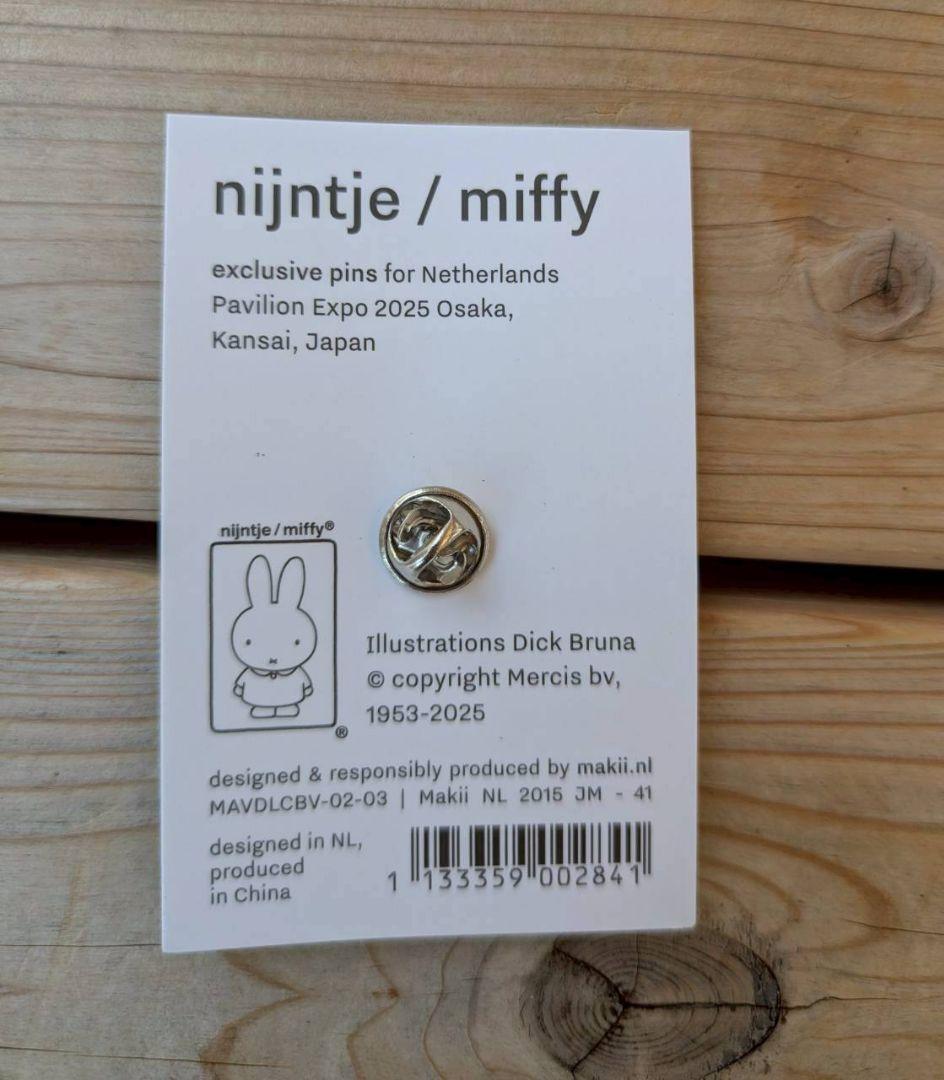 nijntje / miffy
exclusive pins for Netherlands
Pavilion Expo 2025 Osaka,
Kansai, Japan
nijntje / miffy®
®
Illustrations Dick Bruna
© copyright Mercis bv,
1953-2025
designed & responsibly produced by makii.nl
MAVDLCBV-02-03 | Makii NL 2015 JM - 41
designed in NL,
produced
in China
1 133359 002841